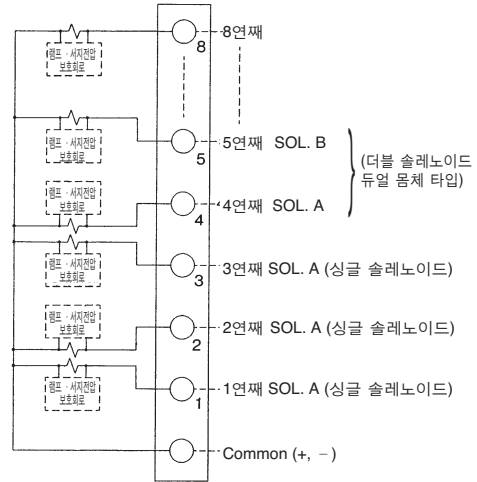 8
8연째
램프 · 서지전압
보호회로
램프 · 서지전압
보호회로
5
5연째 SOL. B
(더블 솔레노이드
듀얼 몸체 타입)
램프 · 서지전압
보호회로
4
4연째 SOL. A
램프 · 서지전압
보호회로
3
3연째 SOL. A (싱글 솔레노이드)
램프 · 서지전압
보호회로
2
2연째 SOL. A (싱글 솔레노이드)
램프 · 서지전압
보호회로
1
1연째 SOL. A (싱글 솔레노이드)
Common (+, −)